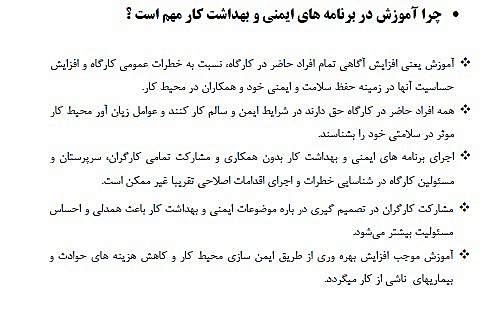 • چرا آموزش در برنامه های ایمنی و بهداشت کار مهم است ؟
❖ آموزش یعنی افزایش آگاهی تمام افراد حاضر در کارگاه، نسبت به خطرات عمومی کارگاه و افزایش
حساسیت آنها در زمینه حفظ سلامت و ایمنی خود و همکاران در محیط کار.
❖ همه افراد حاضر در کارگاه حق دارند در شرایط ایمن و سالم کار کنند و عوامل زیان آور محیط کار
موثر در سلامتی خود را بشناسند.
❖ اجرای برنامه های ایمنی و بهداشت کار بدون همکاری و مشارکت تمامی کارگران، سرپرستان و
مسئولین کارگاه در شناسایی خطرات و اجرای اقدامات اصلاحی تقریبا غیر ممکن است.
❖ مشارکت کارگران در تصمیم گیری در باره موضوعات ایمنی و بهداشت کار باعث همدلی و احساس
مسئولیت بیشتر می‌شود.
❖ آموزش موجب افزایش بهره وری از طریق ایمن سازی محیط کار و کاهش هزینه های حوادث و
بیماریهای ناشی از کار میگردد.